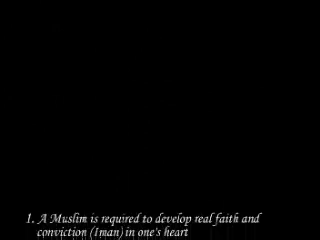 1. A Muslim is required to develop real faith and
conviction (Iman) in one's heart